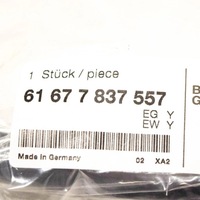 1 Stück / piece
61 67 7 837 557
EG Y
EW Y
B
G
Made in Germany 02 XA2